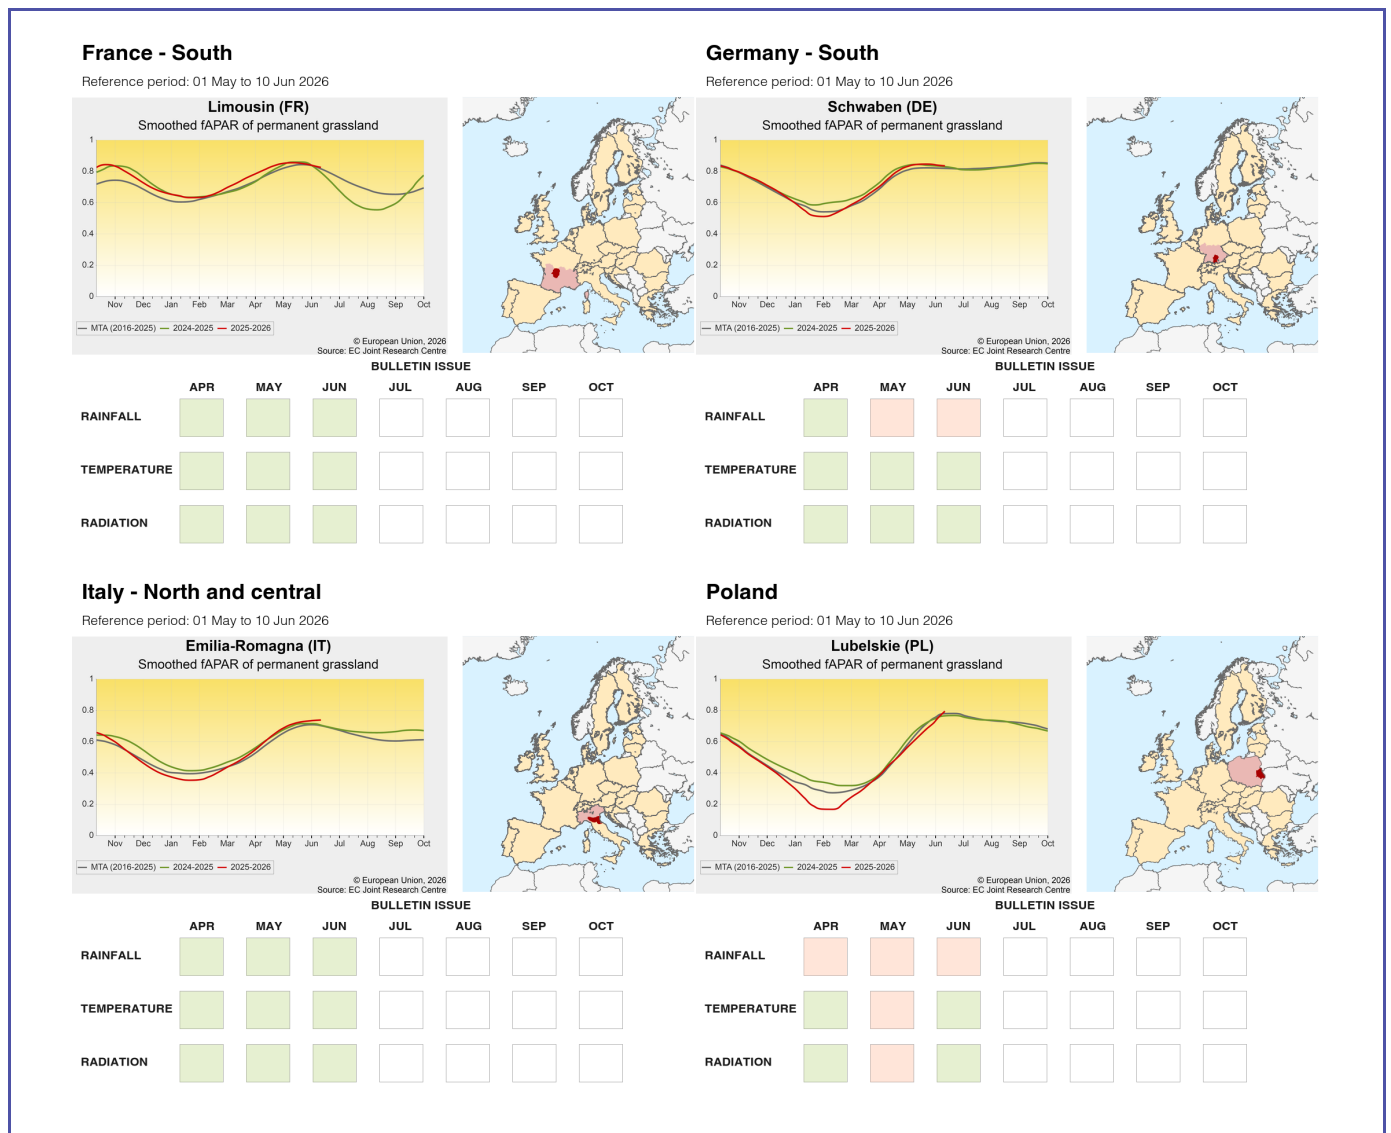 France - South
Reference period: 01 May to 10 Jun 2026
Limousin (FR)
Smoothed fAPAR of permanent grassland
1
0.8
0.6
0.4
0.2
0
Nov Dec Jan Feb Mar Apr May Jun Jul Aug Sep Oct
MTA (2016-2025) 2024-2025 2025-2026
© European Union, 2026
Source: EC Joint Research Centre
BULLETIN ISSUE
APR MAY JUN JUL AUG SEP OCT
RAINFALL
TEMPERATURE
RADIATION
Germany - South
Reference period: 01 May to 10 Jun 2026
Schwaben (DE)
Smoothed fAPAR of permanent grassland
1
0.8
0.6
0.4
0.2
0
Nov Dec Jan Feb Mar Apr May Jun Jul Aug Sep Oct
MTA (2016-2025) 2024-2025 2025-2026
© European Union, 2026
Source: EC Joint Research Centre
BULLETIN ISSUE
APR MAY JUN JUL AUG SEP OCT
RAINFALL
TEMPERATURE
RADIATION
Italy - North and central
Reference period: 01 May to 10 Jun 2026
Emilia-Romagna (IT)
Smoothed fAPAR of permanent grassland
1
0.8
0.6
0.4
0.2
0
Nov Dec Jan Feb Mar Apr May Jun Jul Aug Sep Oct
MTA (2016-2025) 2024-2025 2025-2026
© European Union, 2026
Source: EC Joint Research Centre
BULLETIN ISSUE
APR MAY JUN JUL AUG SEP OCT
RAINFALL
TEMPERATURE
RADIATION
Poland
Reference period: 01 May to 10 Jun 2026
Lubelskie (PL)
Smoothed fAPAR of permanent grassland
1
0.8
0.6
0.4
0.2
0
Nov Dec Jan Feb Mar Apr May Jun Jul Aug Sep Oct
MTA (2016-2025) 2024-2025 2025-2026
© European Union, 2026
Source: EC Joint Research Centre
BULLETIN ISSUE
APR MAY JUN JUL AUG SEP OCT
RAINFALL
TEMPERATURE
RADIATION